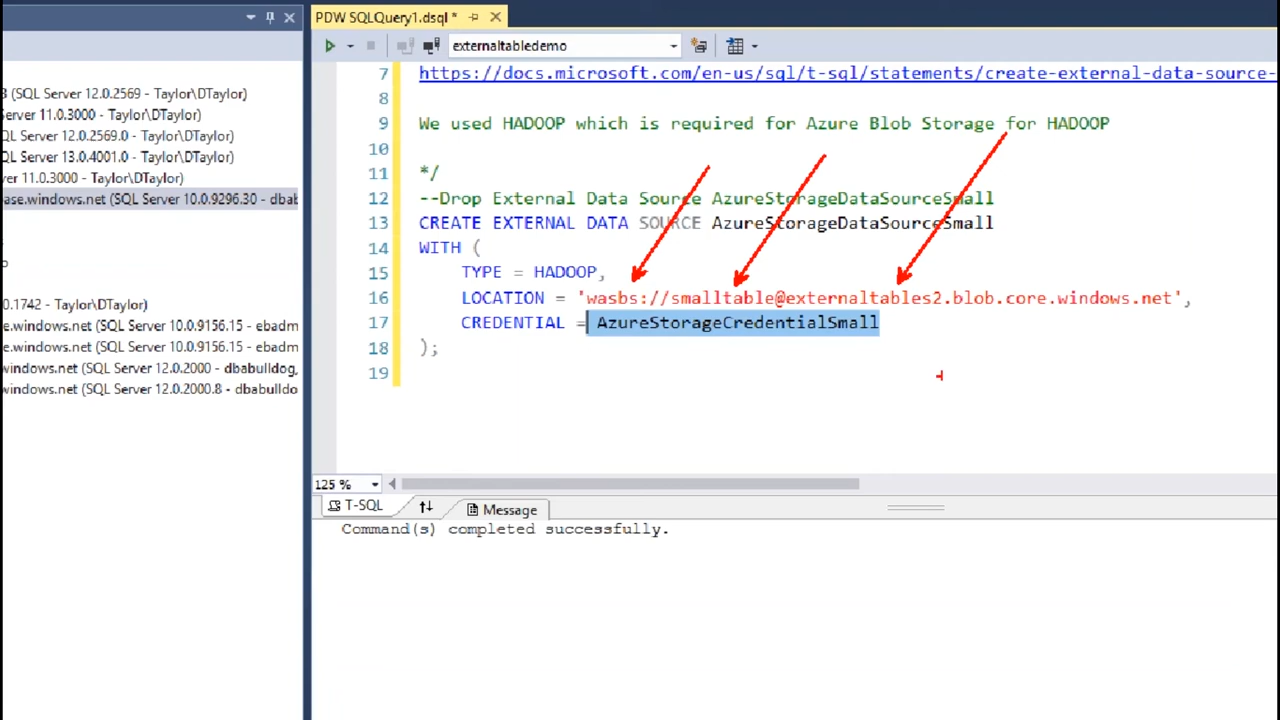 PDW SQLQuery1.dsql *
externaltabledemo
3 (SQL Server 12.0.2569 - Taylor\DTaylor)
erver 11.0.3000 - Taylor\DTaylor)
QL Server 12.0.2569.0 - Taylor\DTaylor)
QL Server 13.0.4001.0 - Taylor\DTaylor)
er 11.0.3000 - Taylor\DTaylor)
ase.windows.net (SQL Server 10.0.9296.30 - dbab
0.1742 - Taylor\DTaylor)
e.windows.net (SQL Server 10.0.9156.15 - ebadm
e.windows.net (SQL Server 10.0.9156.15 - ebadm
windows.net (SQL Server 12.0.2000 - dbabulldog,
windows.net (SQL Server 12.0.2000.8 - dbabulldo
7 https://docs.microsoft.com/en-us/sql/t-sql/statements/create-external-data-source-
8
9 We used HADOOP which is required for Azure Blob Storage for HADOOP
10
11 */
12 --Drop External Data Source AzureStorageDataSourceSmall
13 CREATE EXTERNAL DATA SOURCE AzureStorageDataSourceSmall
14 WITH (
15 TYPE = HADOOP,
16 LOCATION = 'wasbs://smalltable@externaltables2.blob.core.windows.net',
17 CREDENTIAL = AzureStorageCredentialSmall
18 );
19
125 %
T-SQL
Message
Command(s) completed successfully.